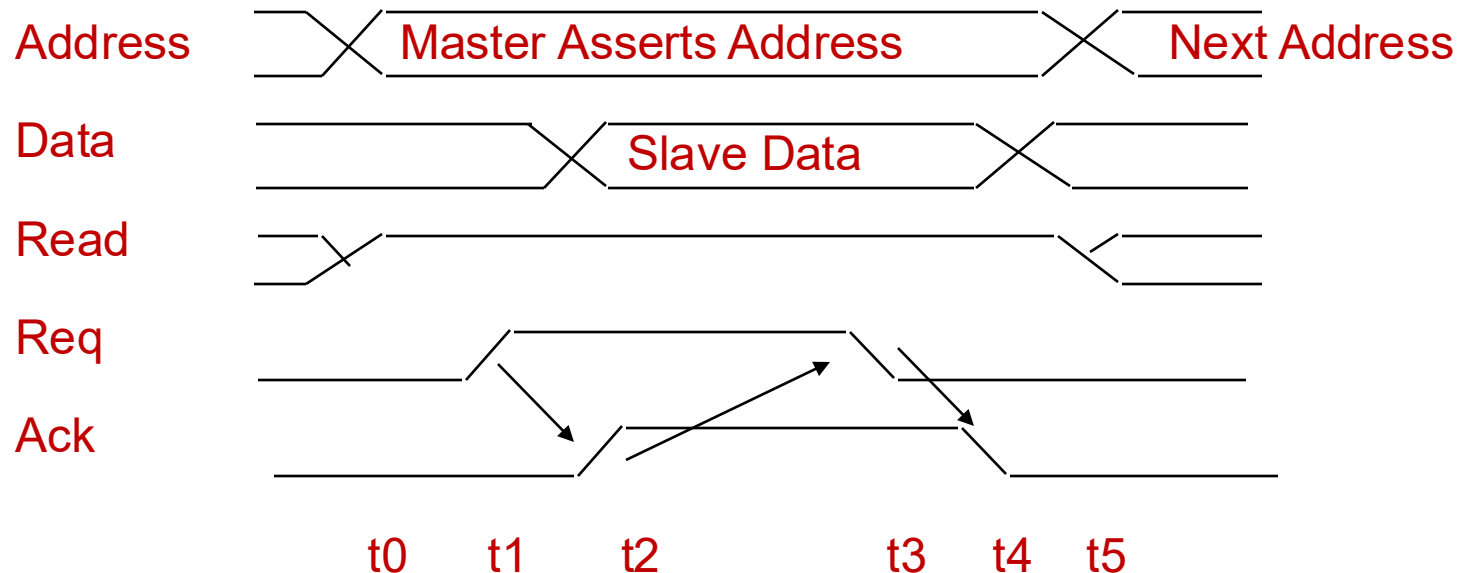 Address Master Asserts Address Next Address
Data Slave Data
Read
Req
Ack
t0 t1 t2 t3 t4 t5